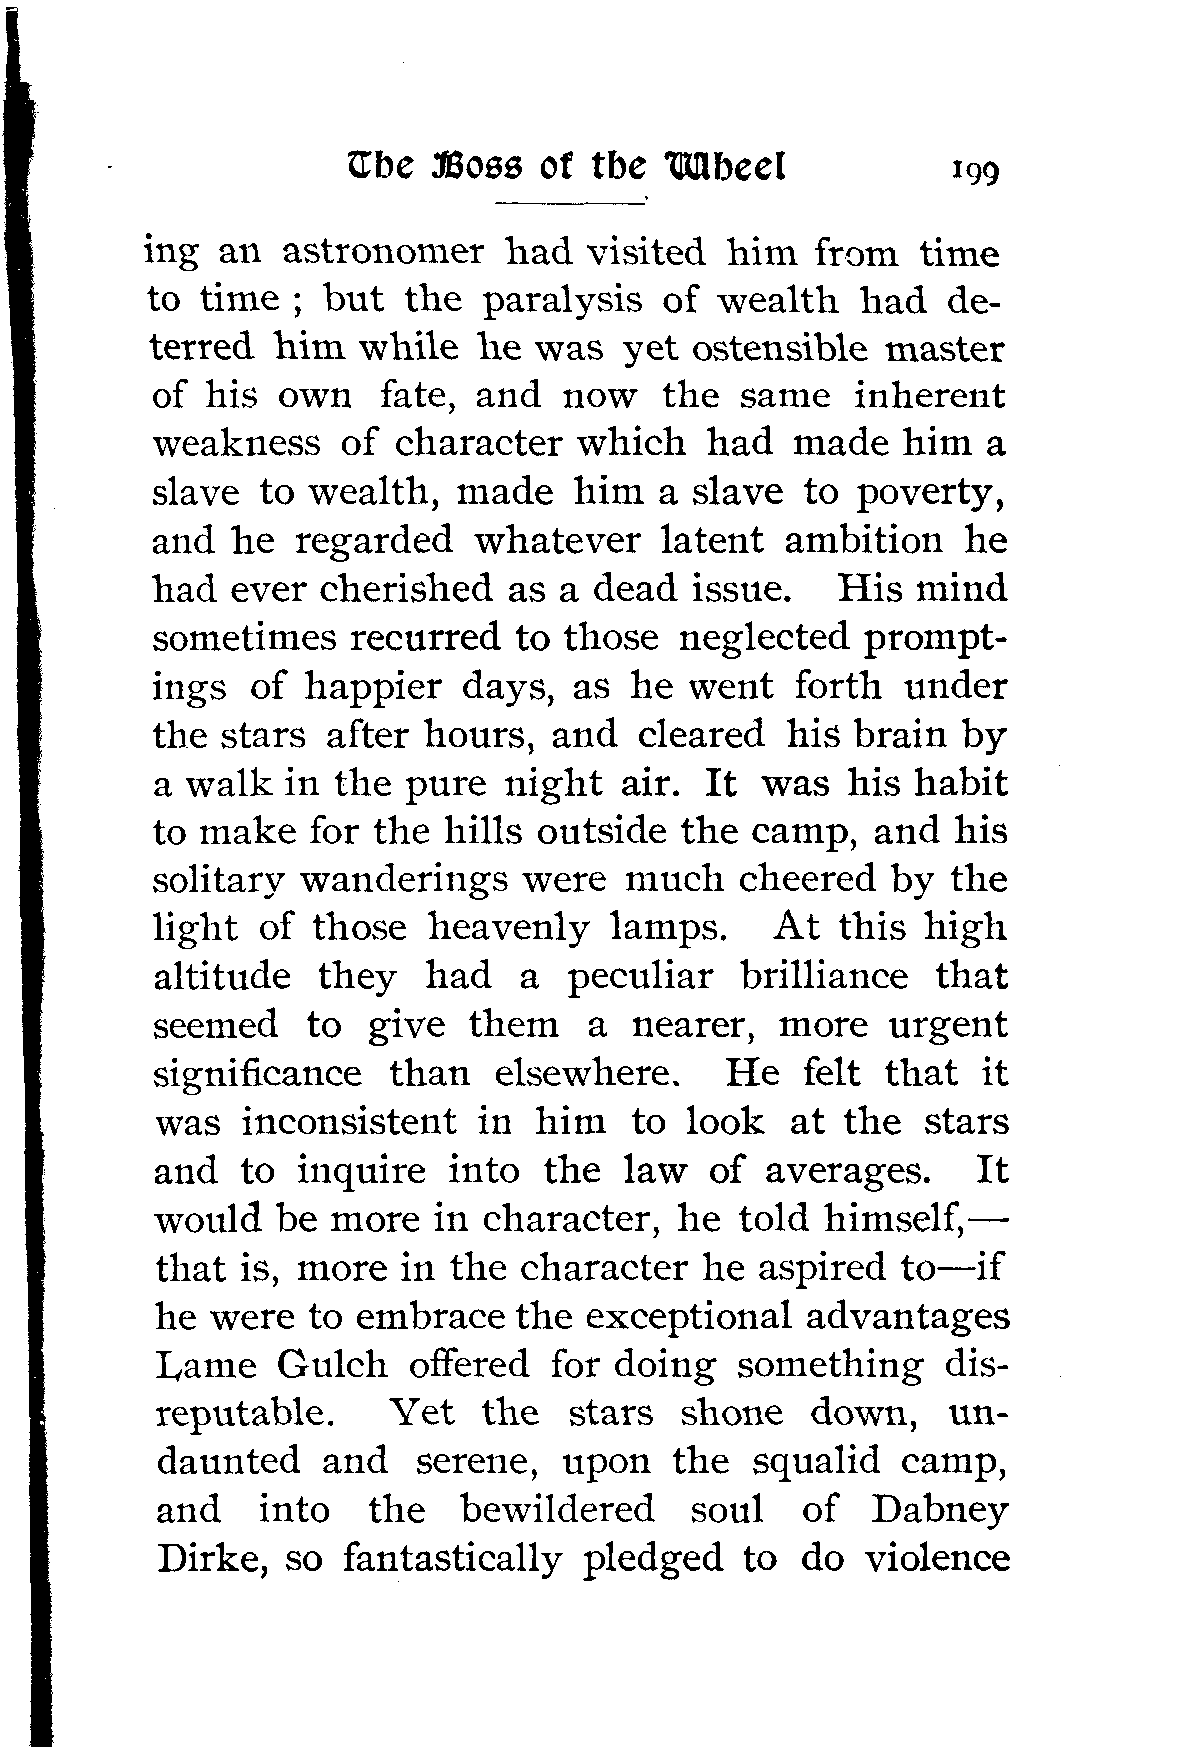 The Boss of the Wheel 199
ing an astronomer had visited him from time
to time ; but the paralysis of wealth had de-
terred him while he was yet ostensible master
of his own fate, and now the same inherent
weakness of character which had made him a
slave to wealth, made him a slave to poverty,
and he regarded whatever latent ambition he
had ever cherished as a dead issue. His mind
sometimes recurred to those neglected prompt-
ings of happier days, as he went forth under
the stars after hours, and cleared his brain by
a walk in the pure night air. It was his habit
to make for the hills outside the camp, and his
solitary wanderings were much cheered by the
light of those heavenly lamps. At this high
altitude they had a peculiar brilliance that
seemed to give them a nearer, more urgent
significance than elsewhere. He felt that it
was inconsistent in him to look at the stars
and to inquire into the law of averages. It
would be more in character, he told himself,—
that is, more in the character he aspired to—if
he were to embrace the exceptional advantages
Lame Gulch offered for doing something dis-
reputable. Yet the stars shone down, un-
daunted and serene, upon the squalid camp,
and into the bewildered soul of Dabney
Dirke, so fantastically pledged to do violence